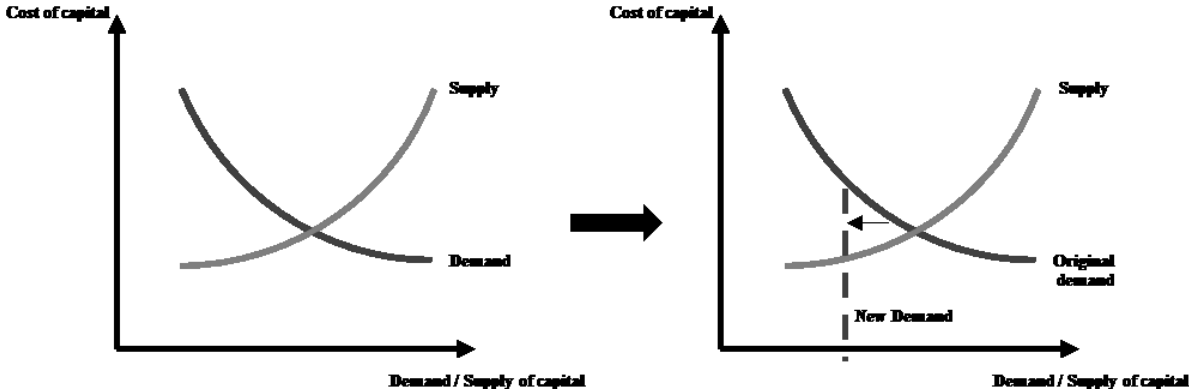 Cost of capital
Supply
Demand
Demand / Supply of capital
Cost of capital
Supply
Original
demand
New Demand
Demand / Supply of capital